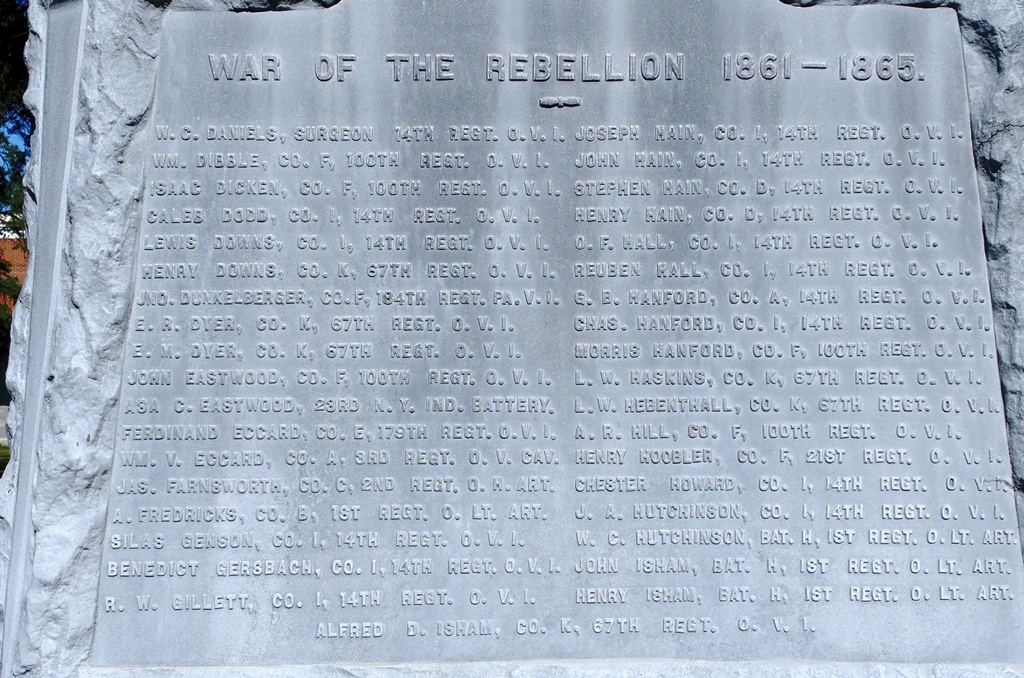 WAR OF THE REBELLION 1861-1865.
W. C. DANIELS, SURGEON 14TH REGT. O. V. I.
WM. DIBBLE, CO. F, 100TH REGT. O. V. I.
ISAAC DICKEN, CO. F, 100TH REGT. O. V. I.
CALEB DODD, CO. I, 14TH REGT. O. V. I.
LEWIS DOWNS, CO. I, 14TH REGT. O. V. I.
HENRY DOWNS, CO. K, 67TH REGT. O. V. I.
JNO. DUNKELBERGER, CO. F, 184TH REGT. PA. V. I.
E. R. DYER, CO. K, 67TH REGT. O. V. I.
E. M. DYER, CO. K, 67TH REGT. O. V. I.
JOHN EASTWOOD, CO. F, 100TH REGT. O. V. I.
ASA C. EASTWOOD, 23RD N. Y. IND. BATTERY.
FERDINAND ECCARD, CO. E, 179TH REGT. O. V. I.
WM. V. ECCARD, CO. A, 3RD REGT. O. V. CAV.
JAS. FARNSWORTH, CO. C, 2ND REGT. O. H. ART.
A. FREDRICKS, CO. B, 1ST REGT. O. LT. ART.
SILAS GENSON, CO. I, 14TH REGT. O. V. I.
BENEDICT GERSBACH, CO. I, 14TH REGT. O. V. I.
R. W. GILLETT, CO. I, 14TH REGT. O. V. I.
JOSEPH HAIN, CO. I, 14TH REGT. O. V. I.
JOHN HAIN, CO. I, 14TH REGT. O. V. I.
STEPHEN HAIN, CO. D, 14TH REGT. O. V. I.
HENRY HAIN, CO. D, 14TH REGT. O. V. I.
O. F. HALL, CO. I, 14TH REGT. O. V. I.
REUBEN HALL, CO. I, 14TH REGT. O. V. I.
G. B. HANFORD, CO. A, 14TH REGT. O. V. I.
CHAS. HANFORD, CO. I, 14TH REGT. O. V. I.
MORRIS HANFORD, CO. F, 100TH REGT. O. V. I.
L. W. HASKINS, CO. K, 67TH REGT. O. V. I.
L. W. HEBENTHALL, CO. K, 67TH REGT. O. V. I.
A. R. HILL, CO. F, 100TH REGT. O. V. I.
HENRY HOOBLER, CO. F, 21ST REGT. O. V. I.
CHESTER HOWARD, CO. I, 14TH REGT. O. V. I.
J. A. HUTCHINSON, CO. I, 14TH REGT. O. V. I.
W. C. HUTCHINSON, BAT. H, 1ST REGT. O. LT. ART.
JOHN ISHAM, BAT. H, 1ST REGT. O. LT. ART.
HENRY ISHAM, BAT. H, 1ST REGT. O. LT. ART.
ALFRED D. ISHAM, CO. K, 67TH REGT. O. V. I.